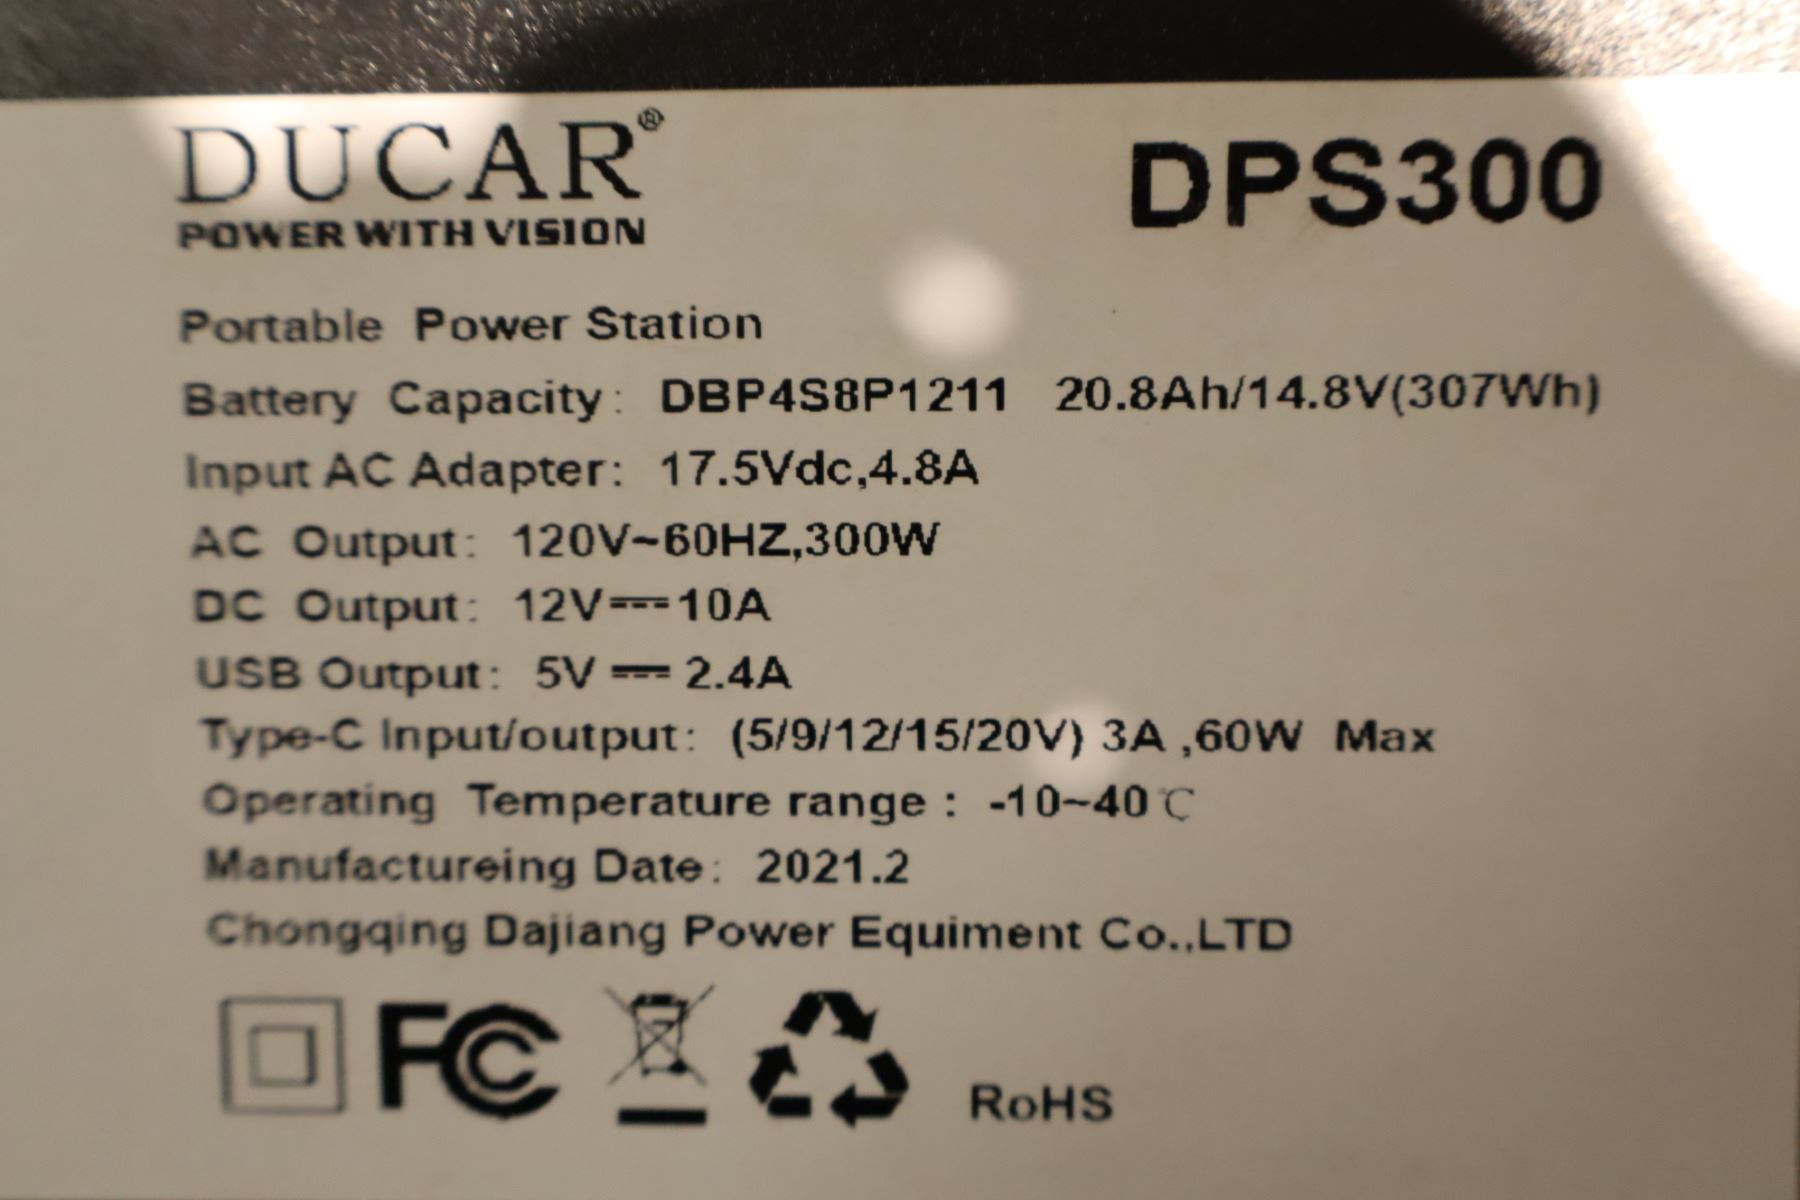 DUCAR®
DPS300
POWER WITH VISION
Portable Power Station
Battery Capacity: DBP4S8P1211 20.8Ah/14.8V(307Wh)
Input AC Adapter: 17.5Vdc,4.8A
AC Output: 120V~60HZ,300W
DC Output: 12V⎓10A
USB Output: 5V⎓2.4A
Type-C Input/output: (5/9/12/15/20V) 3A ,60W Max
Operating Temperature range : -10~40℃
Manufactureing Date: 2021.2
Chongqing Dajiang Power Equiment Co.,LTD
FC RoHS